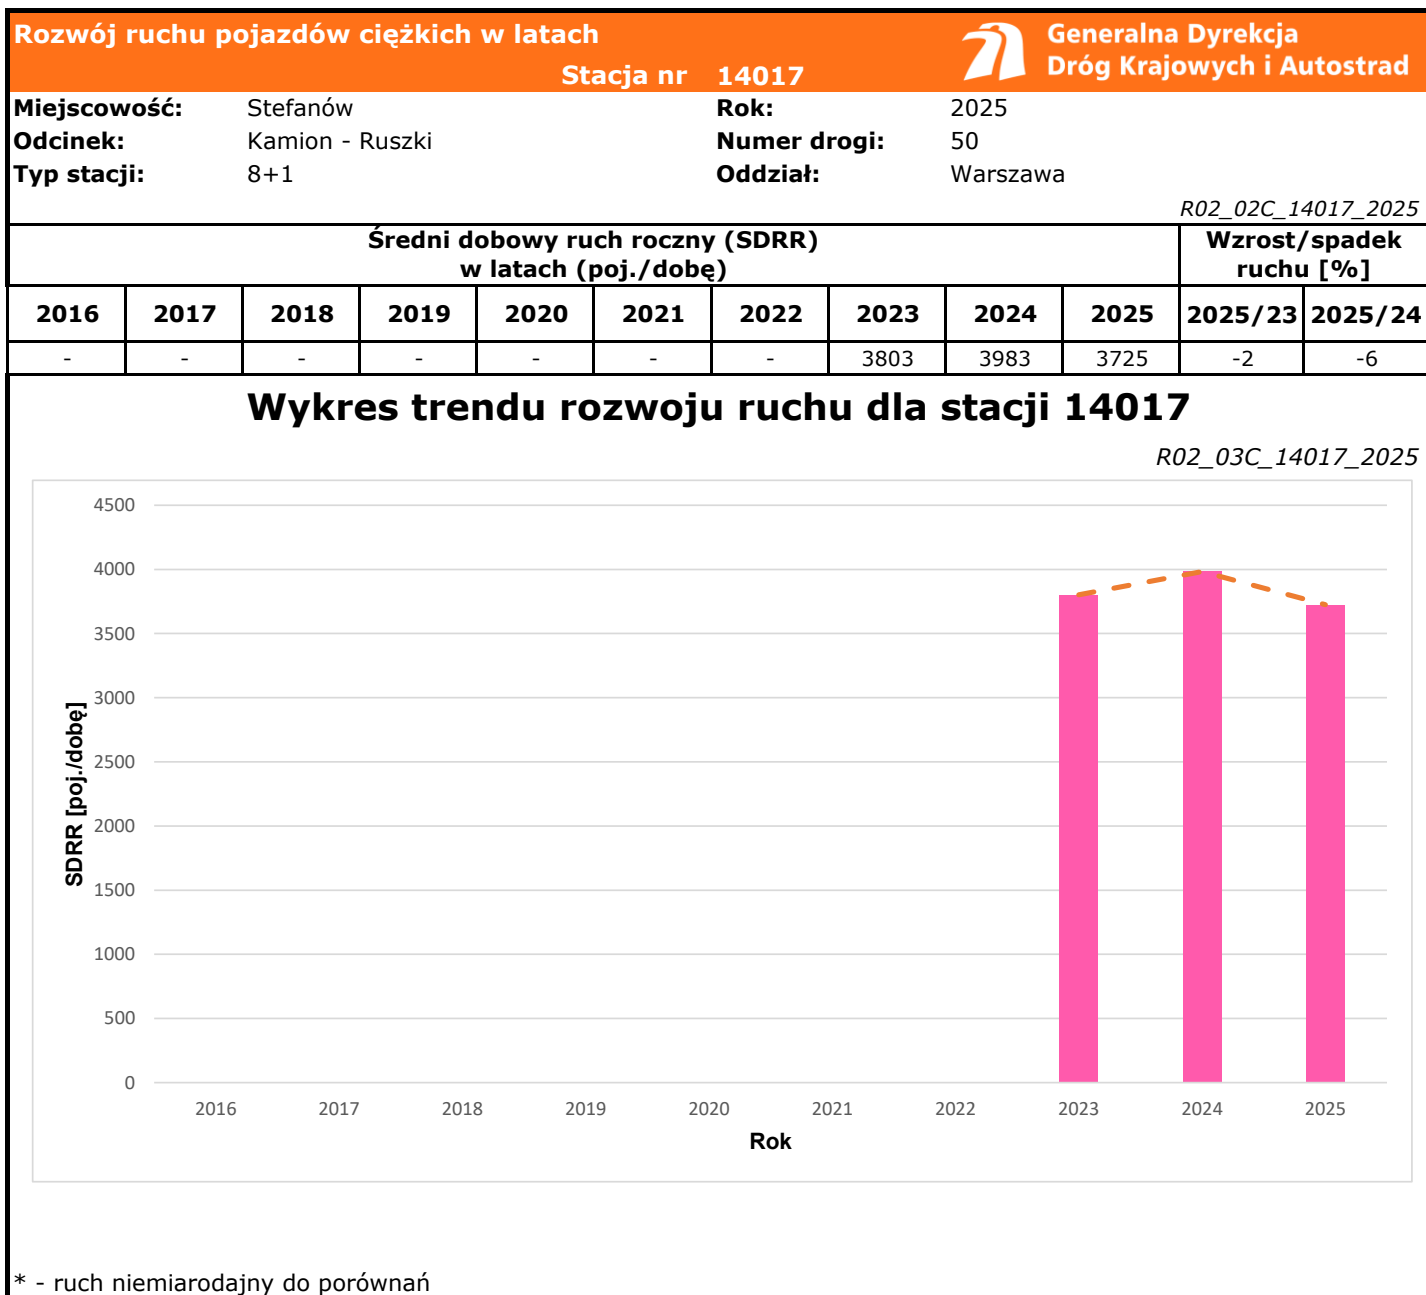 Rozwój ruchu pojazdów ciężkich w latach
Generalna Dyrekcja
Dróg Krajowych i Autostrad
Stacja nr 14017
Miejscowość: Stefanów Rok: 2025
Odcinek: Kamion - Ruszki Numer drogi: 50
Typ stacji: 8+1 Oddział: Warszawa
R02_02C_14017_2025
Średni dobowy ruch roczny (SDRR)
w latach (poj./dobę)
Wzrost/spadek
ruchu [%]
2016 2017 2018 2019 2020 2021 2022 2023 2024 2025 2025/23 2025/24
- - - - - - - 3803 3983 3725 -2 -6
Wykres trendu rozwoju ruchu dla stacji 14017
R02_03C_14017_2025
4500
4000
3500
3000
2500
2000
1500
1000
500
0
SDRR [poj./dobę]
2016 2017 2018 2019 2020 2021 2022 2023 2024 2025
Rok
* - ruch niemiarodajny do porównań